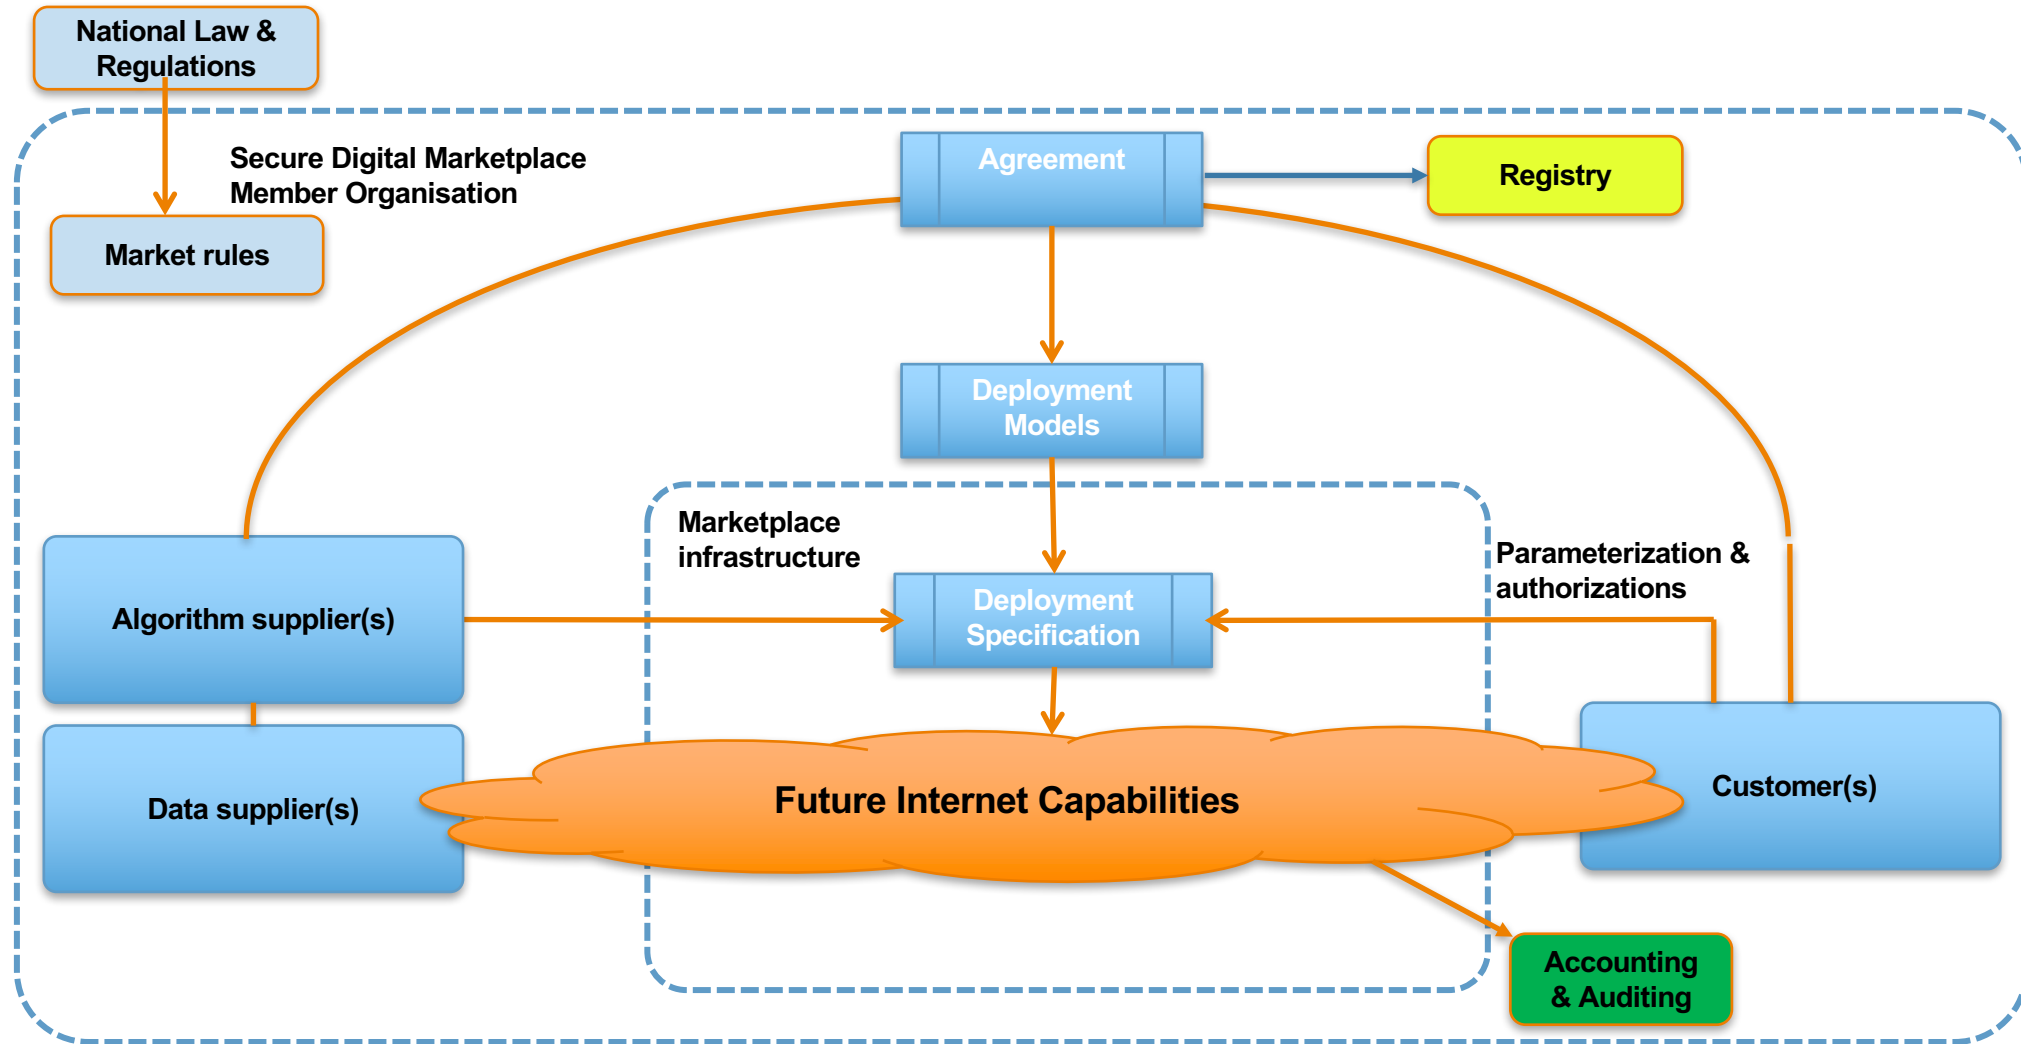 National Law &
Regulations
Secure Digital Marketplace
Member Organisation
Market rules
Agreement
Registry
Deployment
Models
Marketplace
infrastructure
Parameterization &
authorizations
Algorithm supplier(s)
Deployment
Specification
Data supplier(s)
Future Internet Capabilities
Customer(s)
Accounting
& Auditing